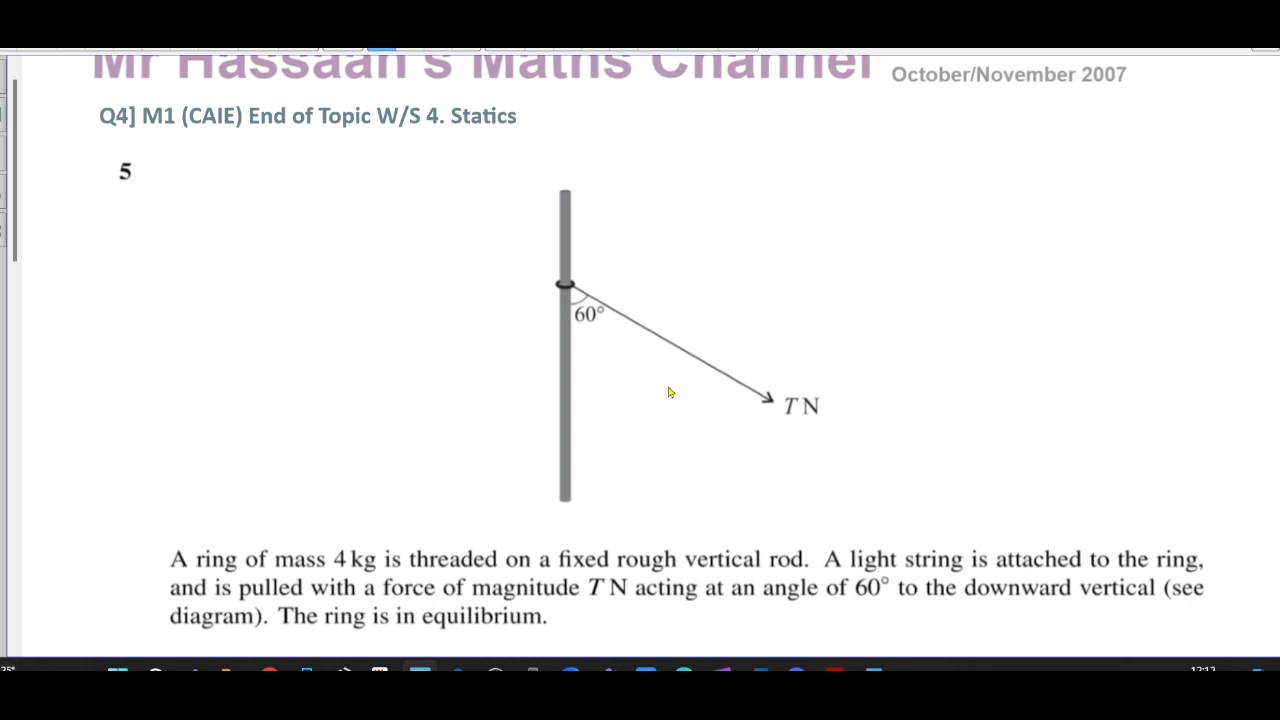 Mr Hassaan's Maths Channel
October/November 2007
Q4] M1 (CAIE) End of Topic W/S 4. Statics
5
60°
T N
A ring of mass 4 kg is threaded on a fixed rough vertical rod. A light string is attached to the ring,
and is pulled with a force of magnitude T N acting at an angle of 60° to the downward vertical (see
diagram). The ring is in equilibrium.
12:12